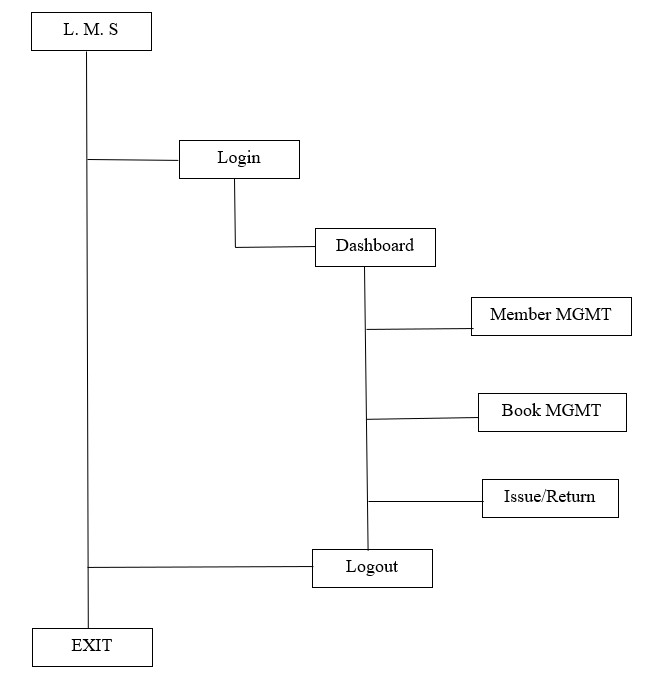 L. M. S
Login
Dashboard
Member MGMT
Book MGMT
Issue/Return
Logout
EXIT